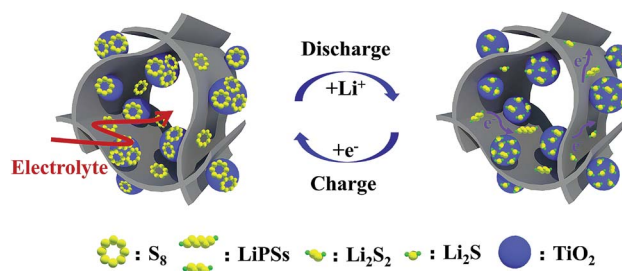 Discharge
+Li⁺
Electrolyte
e⁻
e⁻
+e⁻
Charge
: S₈ : LiPSs : Li₂S₂ : Li₂S : TiO₂